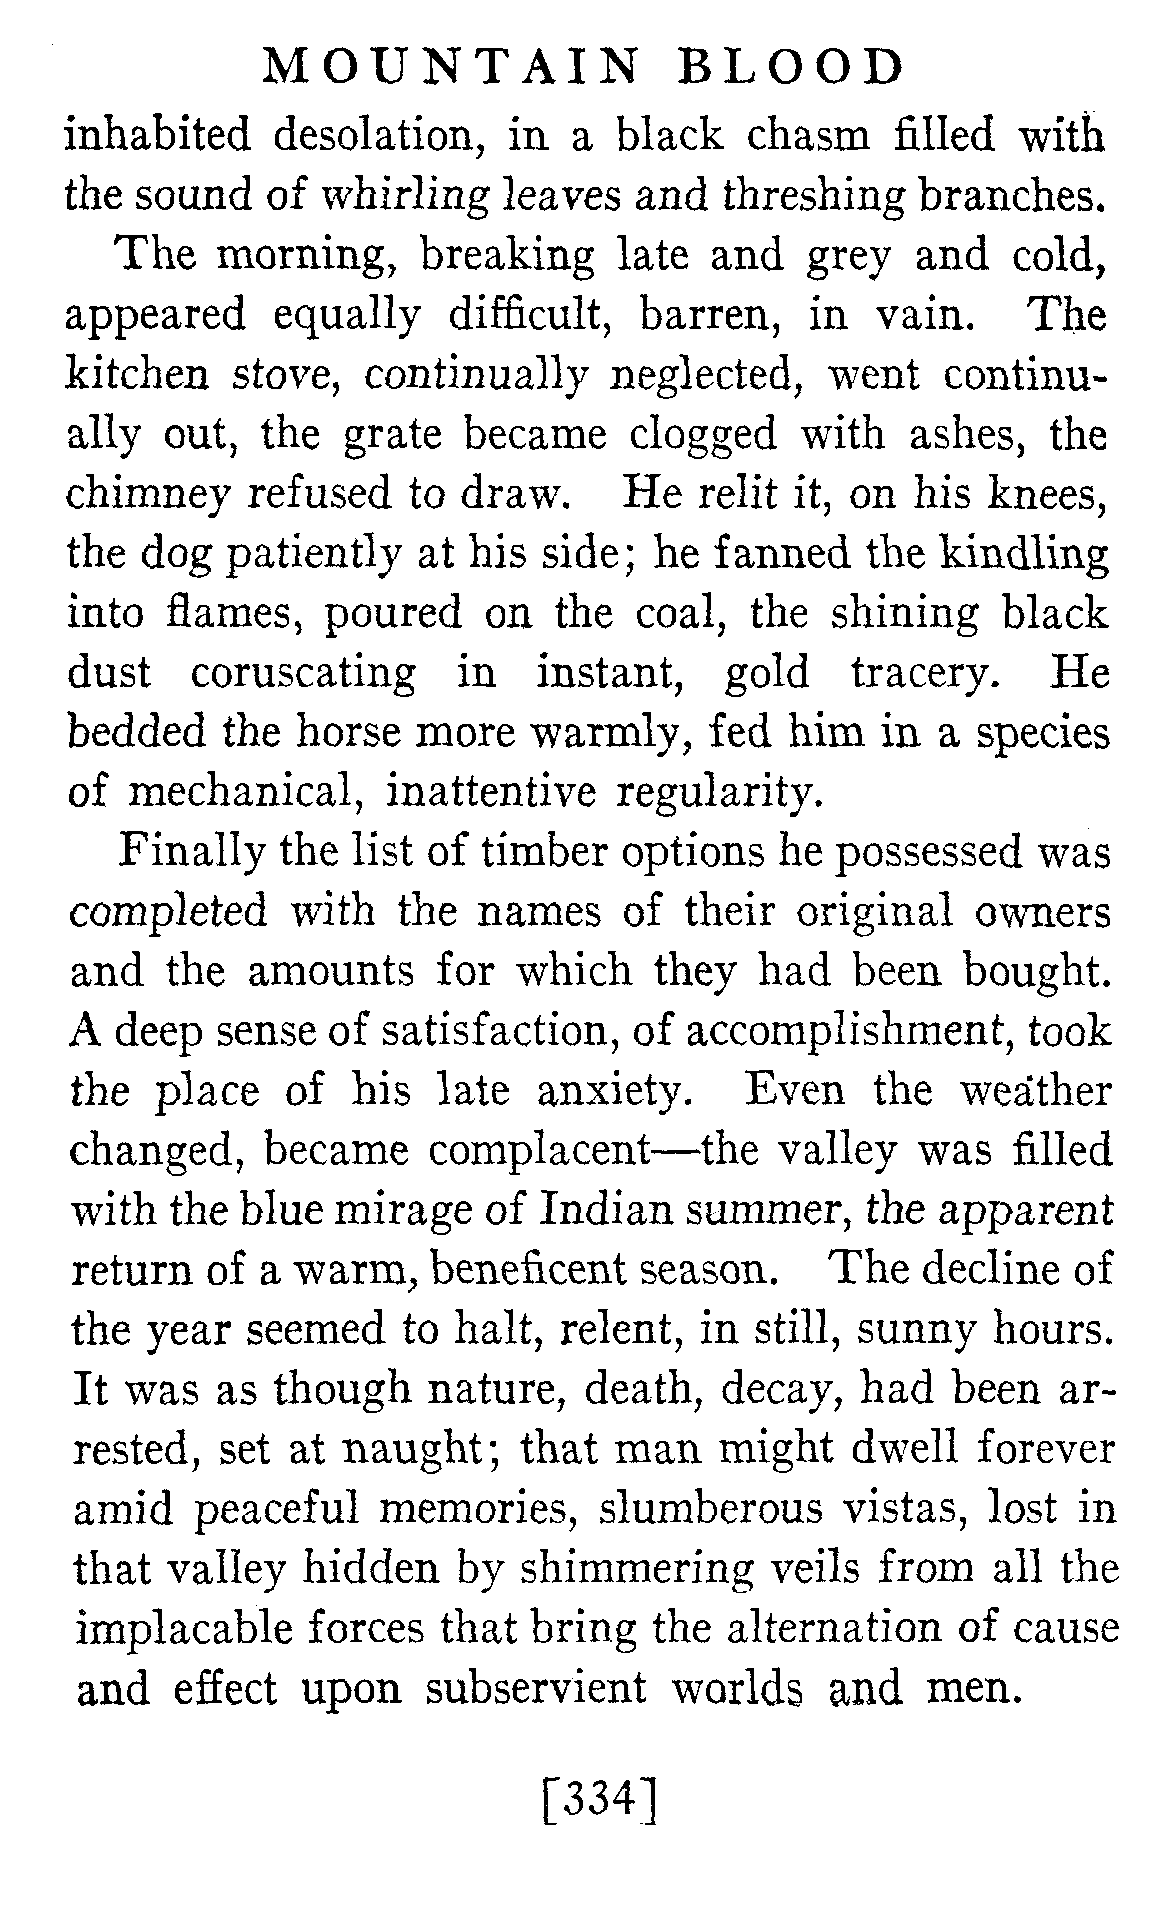 MOUNTAIN BLOOD
inhabited desolation, in a black chasm filled with
the sound of whirling leaves and threshing branches.
The morning, breaking late and grey and cold,
appeared equally difficult, barren, in vain. The
kitchen stove, continually neglected, went continu-
ally out, the grate became clogged with ashes, the
chimney refused to draw. He relit it, on his knees,
the dog patiently at his side; he fanned the kindling
into flames, poured on the coal, the shining black
dust coruscating in instant, gold tracery. He
bedded the horse more warmly, fed him in a species
of mechanical, inattentive regularity.
Finally the list of timber options he possessed was
completed with the names of their original owners
and the amounts for which they had been bought.
A deep sense of satisfaction, of accomplishment, took
the place of his late anxiety. Even the weather
changed, became complacent—the valley was filled
with the blue mirage of Indian summer, the apparent
return of a warm, beneficent season. The decline of
the year seemed to halt, relent, in still, sunny hours.
It was as though nature, death, decay, had been ar-
rested, set at naught; that man might dwell forever
amid peaceful memories, slumberous vistas, lost in
that valley hidden by shimmering veils from all the
implacable forces that bring the alternation of cause
and effect upon subservient worlds and men.
[334]